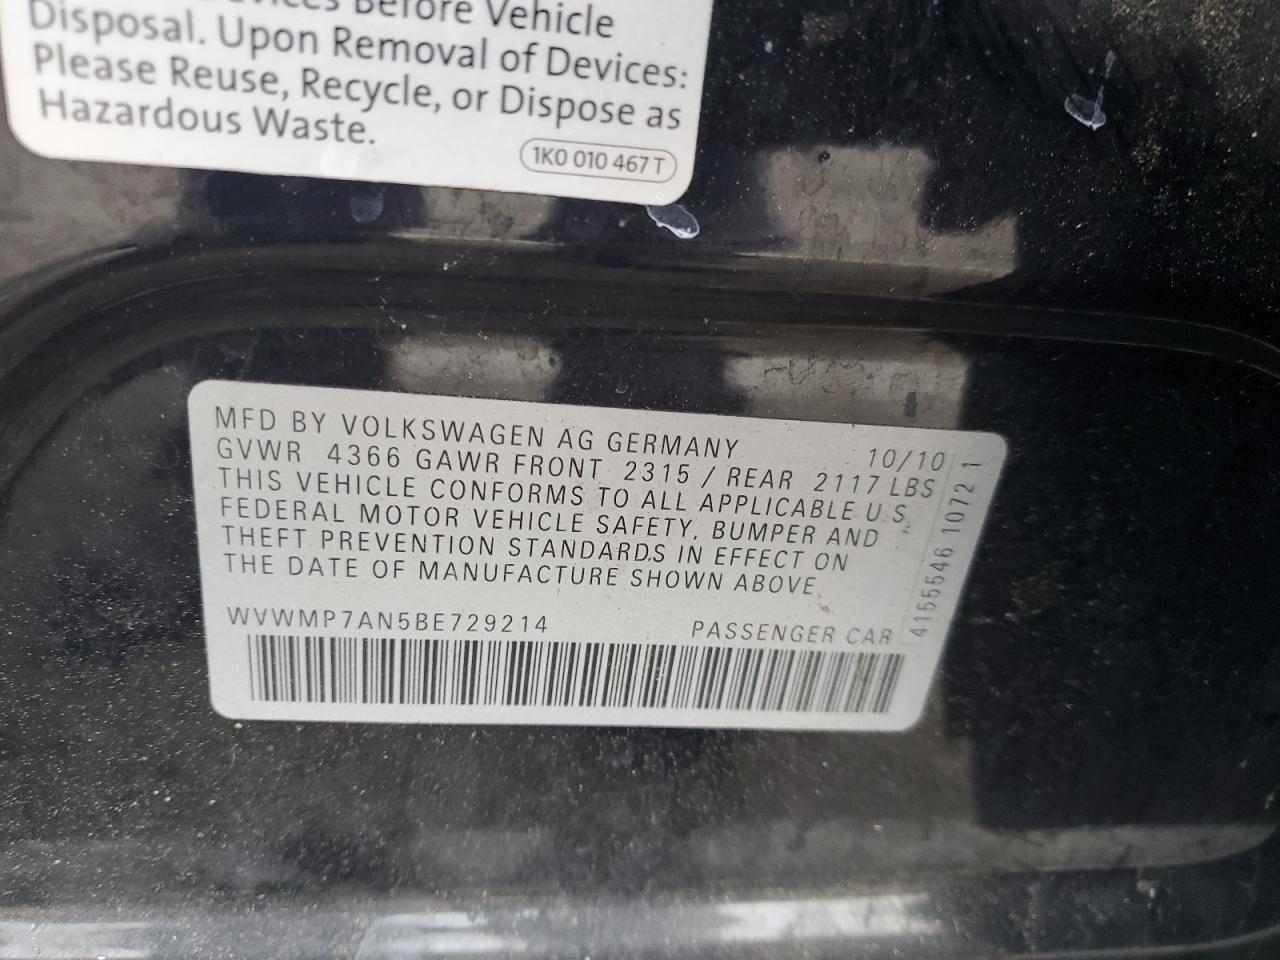 Devices Before Vehicle
Disposal. Upon Removal of Devices:
Please Reuse, Recycle, or Dispose as
Hazardous Waste.
1K0 010 467 T
MFD BY VOLKSWAGEN AG GERMANY 10/10
GVWR 4366 GAWR FRONT 2315 / REAR 2117 LBS
THIS VEHICLE CONFORMS TO ALL APPLICABLE U.S.
FEDERAL MOTOR VEHICLE SAFETY, BUMPER AND
THEFT PREVENTION STANDARDS IN EFFECT ON
THE DATE OF MANUFACTURE SHOWN ABOVE
WVWMP7AN5BE729214 PASSENGER CAR
4155546 1072 1